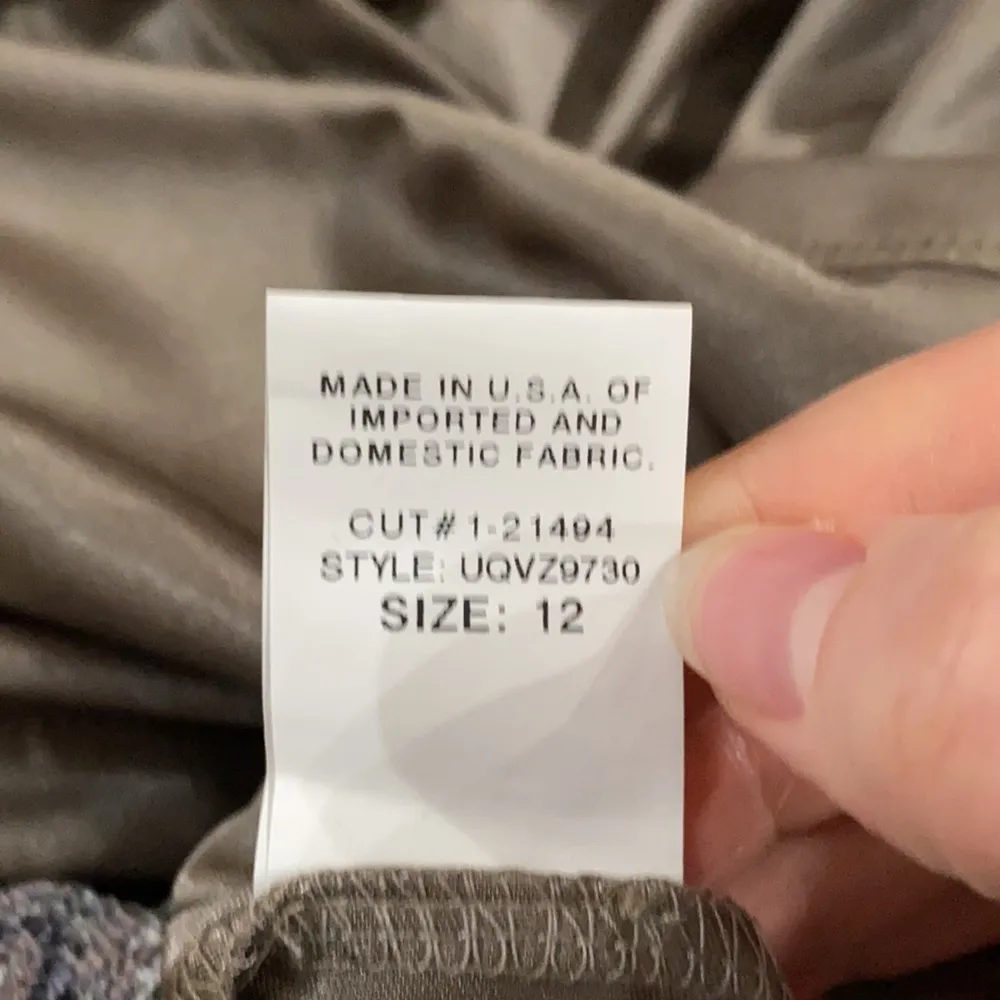 MADE IN U.S.A. OF
IMPORTED AND
DOMESTIC FABRIC.
CUT# 1-21494
STYLE: UQVZ9730
SIZE: 12